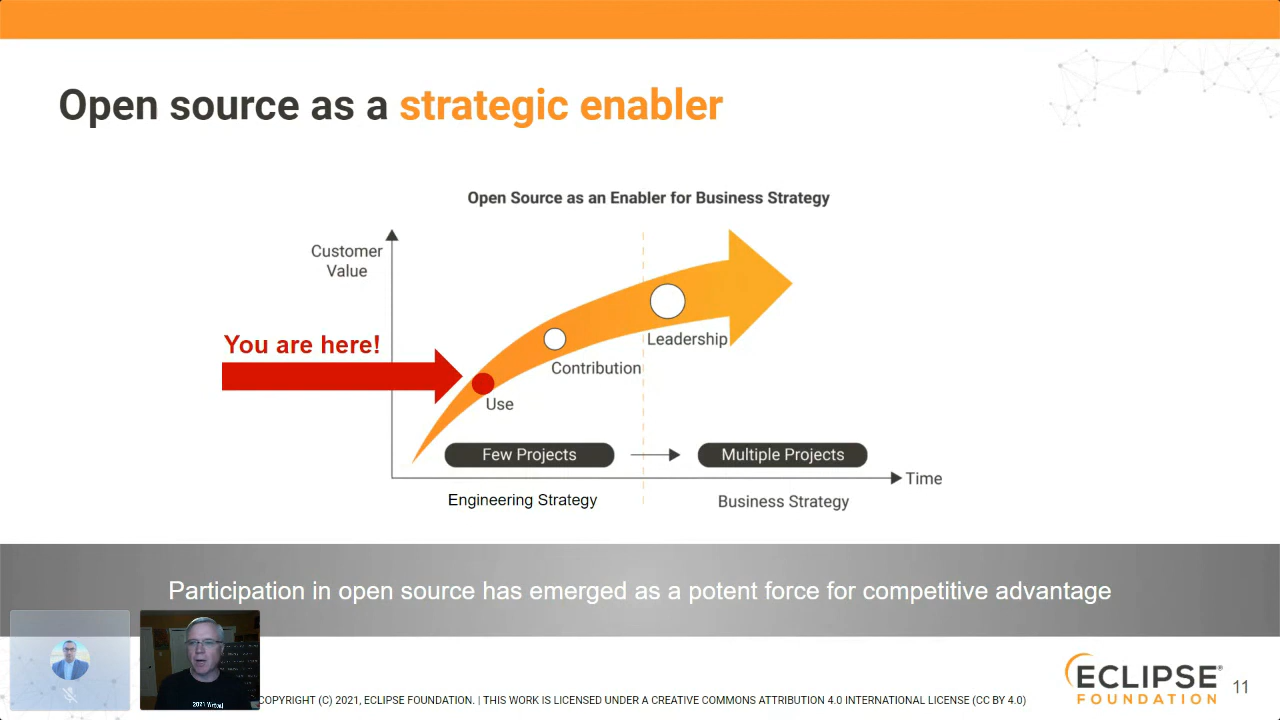 Open source as a strategic enabler
Open Source as an Enabler for Business Strategy
Customer
Value
You are here!
Leadership
Contribution
Use
Few Projects
Multiple Projects
Time
Engineering Strategy
Business Strategy
Participation in open source has emerged as a potent force for competitive advantage
2021 Virtual
COPYRIGHT (C) 2021, ECLIPSE FOUNDATION. | THIS WORK IS LICENSED UNDER A CREATIVE COMMONS ATTRIBUTION 4.0 INTERNATIONAL LICENSE (CC BY 4.0)
ECLIPSE®
FOUNDATION
11